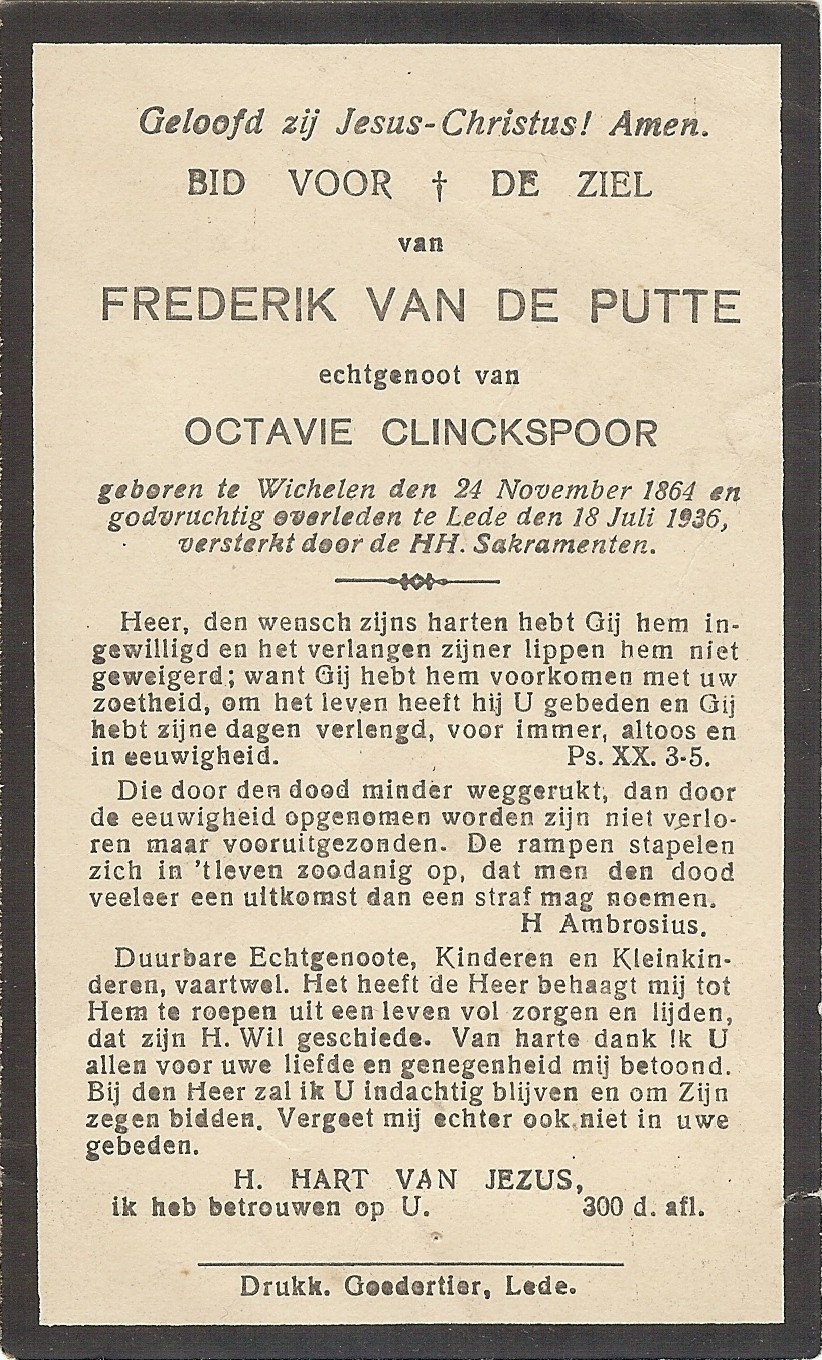 Geloofd zij Jesus-Christus! Amen.
BID VOOR † DE ZIEL
van
FREDERIK VAN DE PUTTE
echtgenoot van
OCTAVIE CLINCKSPOOR
geboren te Wichelen den 24 November 1864 en
godvruchtig overleden te Lede den 18 Juli 1936,
versterkt door de HH. Sakramenten.
Heer, den wensch zijns harten hebt Gij hem in-
gewilligd en het verlangen zijner lippen hem niet
geweigerd; want Gij hebt hem voorkomen met uw
zoetheid, om het leven heeft hij U gebeden en Gij
hebt zijne dagen verlengd, voor immer, altoos en
in eeuwigheid. Ps. XX. 3-5.
Die door den dood minder weggerukt, dan door
de eeuwigheid opgenomen worden zijn niet verlo-
ren maar vooruitgezonden. De rampen stapelen
zich in 'tleven zoodanig op, dat men den dood
veeleer een uitkomst dan een straf mag noemen.
H Ambrosius.
Duurbare Echtgenoote, Kinderen en Kleinkin-
deren, vaartwel. Het heeft de Heer behaagt mij tot
Hem te roepen uit een leven vol zorgen en lijden,
dat zijn H. Wil geschiede. Van harte dank ik U
allen voor uwe liefde en genegenheid mij betoond.
Bij den Heer zal ik U indachtig blijven en om Zijn
zegen bidden. Vergeet mij echter ook niet in uwe
gebeden.
H. HART VAN JEZUS,
ik heb betrouwen op U. 300 d. afl.
Drukk. Goedertier, Lede.